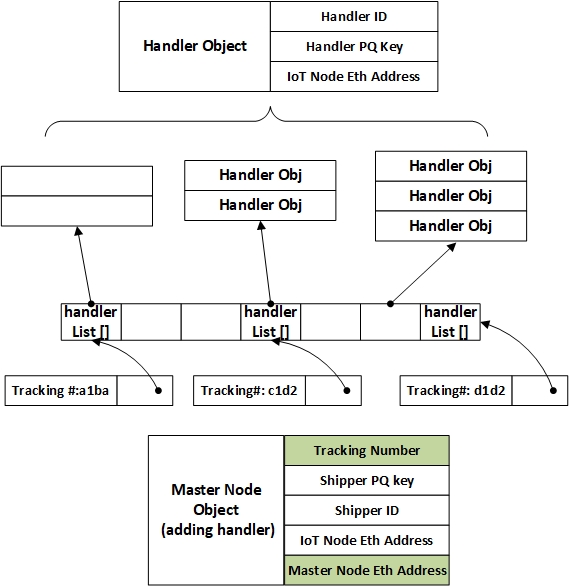 Handler Object
Handler ID
Handler PQ Key
IoT Node Eth Address
Handler Obj
Handler Obj
Handler Obj
Handler Obj
Handler Obj
handler
List []
handler
List []
handler
List []
Tracking #:a1ba
Tracking#: c1d2
Tracking#: d1d2
Master Node
Object
(adding handler)
Tracking Number
Shipper PQ key
Shipper ID
IoT Node Eth Address
Master Node Eth Address